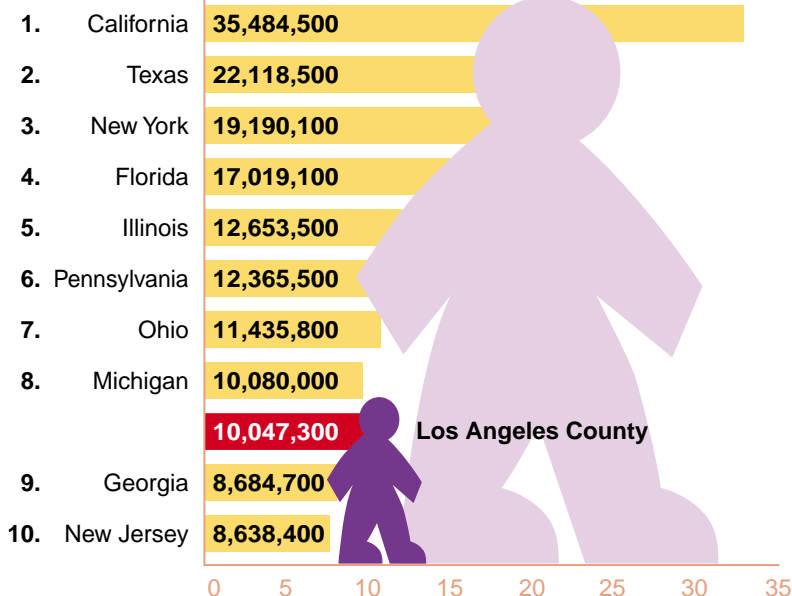 1. California 35,484,500
2. Texas 22,118,500
3. New York 19,190,100
4. Florida 17,019,100
5. Illinois 12,653,500
6. Pennsylvania 12,365,500
7. Ohio 11,435,800
8. Michigan 10,080,000
10,047,300 Los Angeles County
9. Georgia 8,684,700
10. New Jersey 8,638,400
0 5 10 15 20 25 30 35